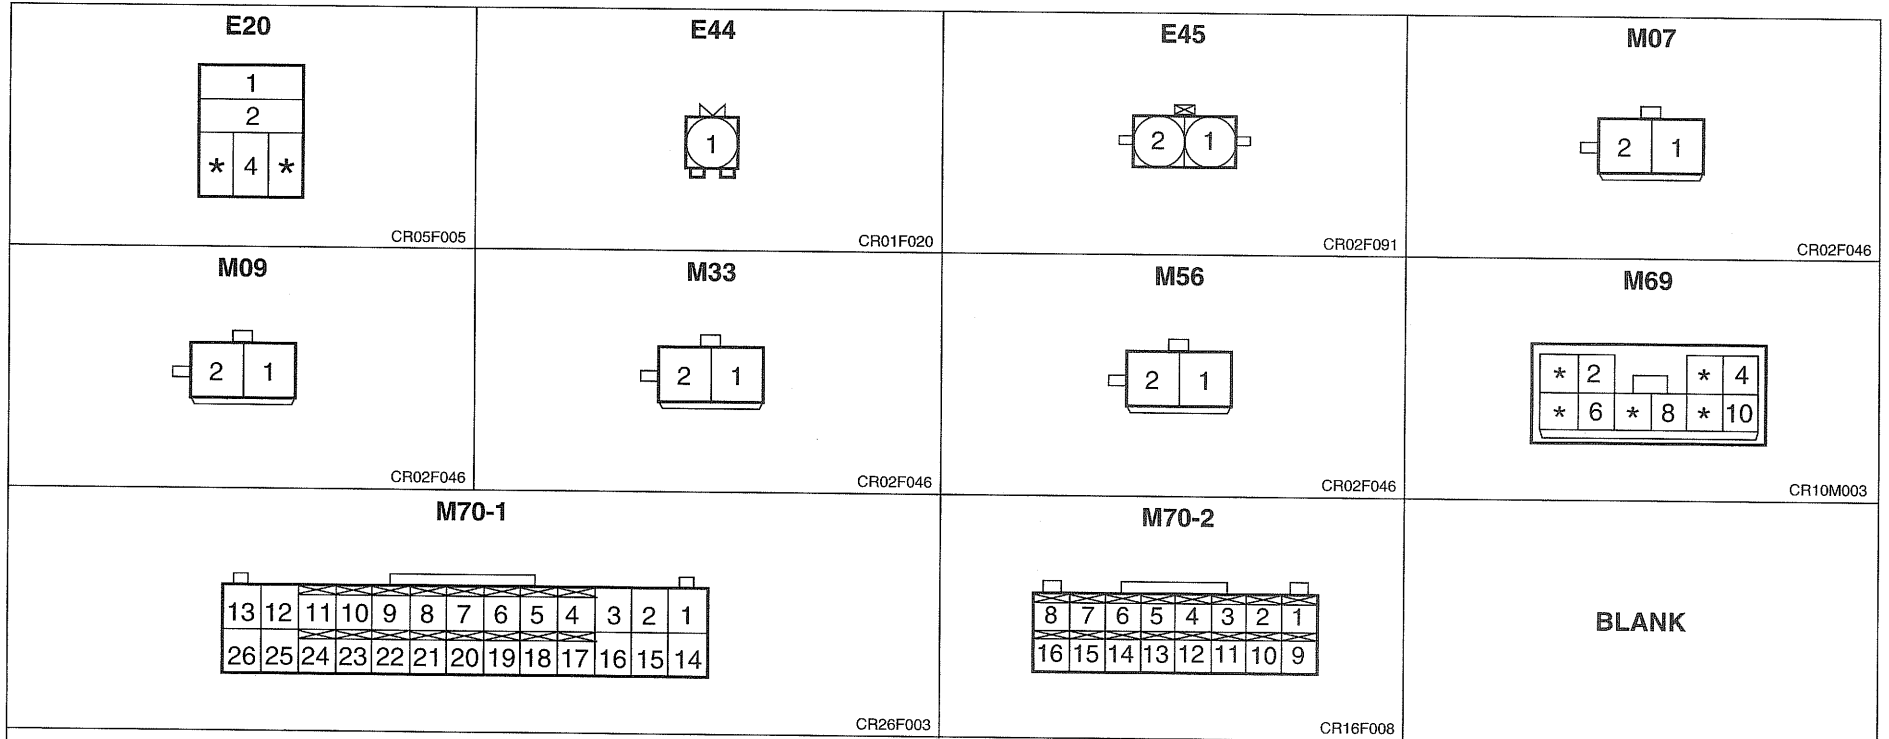 E20
1
2
* 4 *
CR05F005
E44
1
CR01F020
E45
2 1
CR02F091
M07
2 1
CR02F046
M09
2 1
CR02F046
M33
2 1
CR02F046
M56
2 1
CR02F046
M69
* 2 * 4
* 6 * 8 * 10
CR10M003
M70-1
13 12 11 10 9 8 7 6 5 4 3 2 1
26 25 24 23 22 21 20 19 18 17 16 15 14
CR26F003
M70-2
8 7 6 5 4 3 2 1
16 15 14 13 12 11 10 9
CR16F008
BLANK